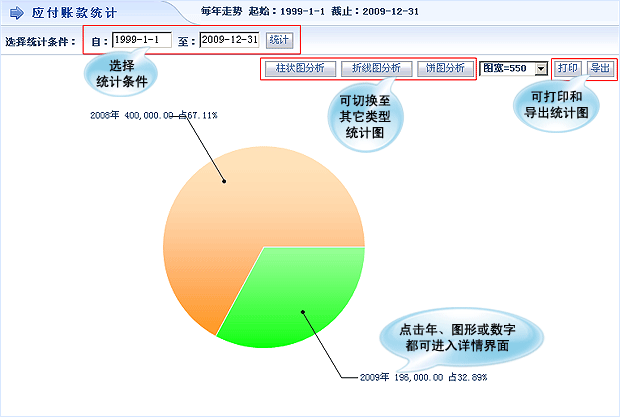 应付账款统计
每年走势 起始：1999-1-1 截止：2009-12-31
选择统计条件： 自：1999-1-1 至：2009-12-31 统计
选择
统计条件
柱状图分析 折线图分析 饼图分析 图宽=550 打印 导出
可切换至
其它类型
统计图
可打印和
导出统计图
2008年 400,000.00 占67.11%
点击年、图形或数字
都可进入详情界面
2009年 196,000.00 占32.89%